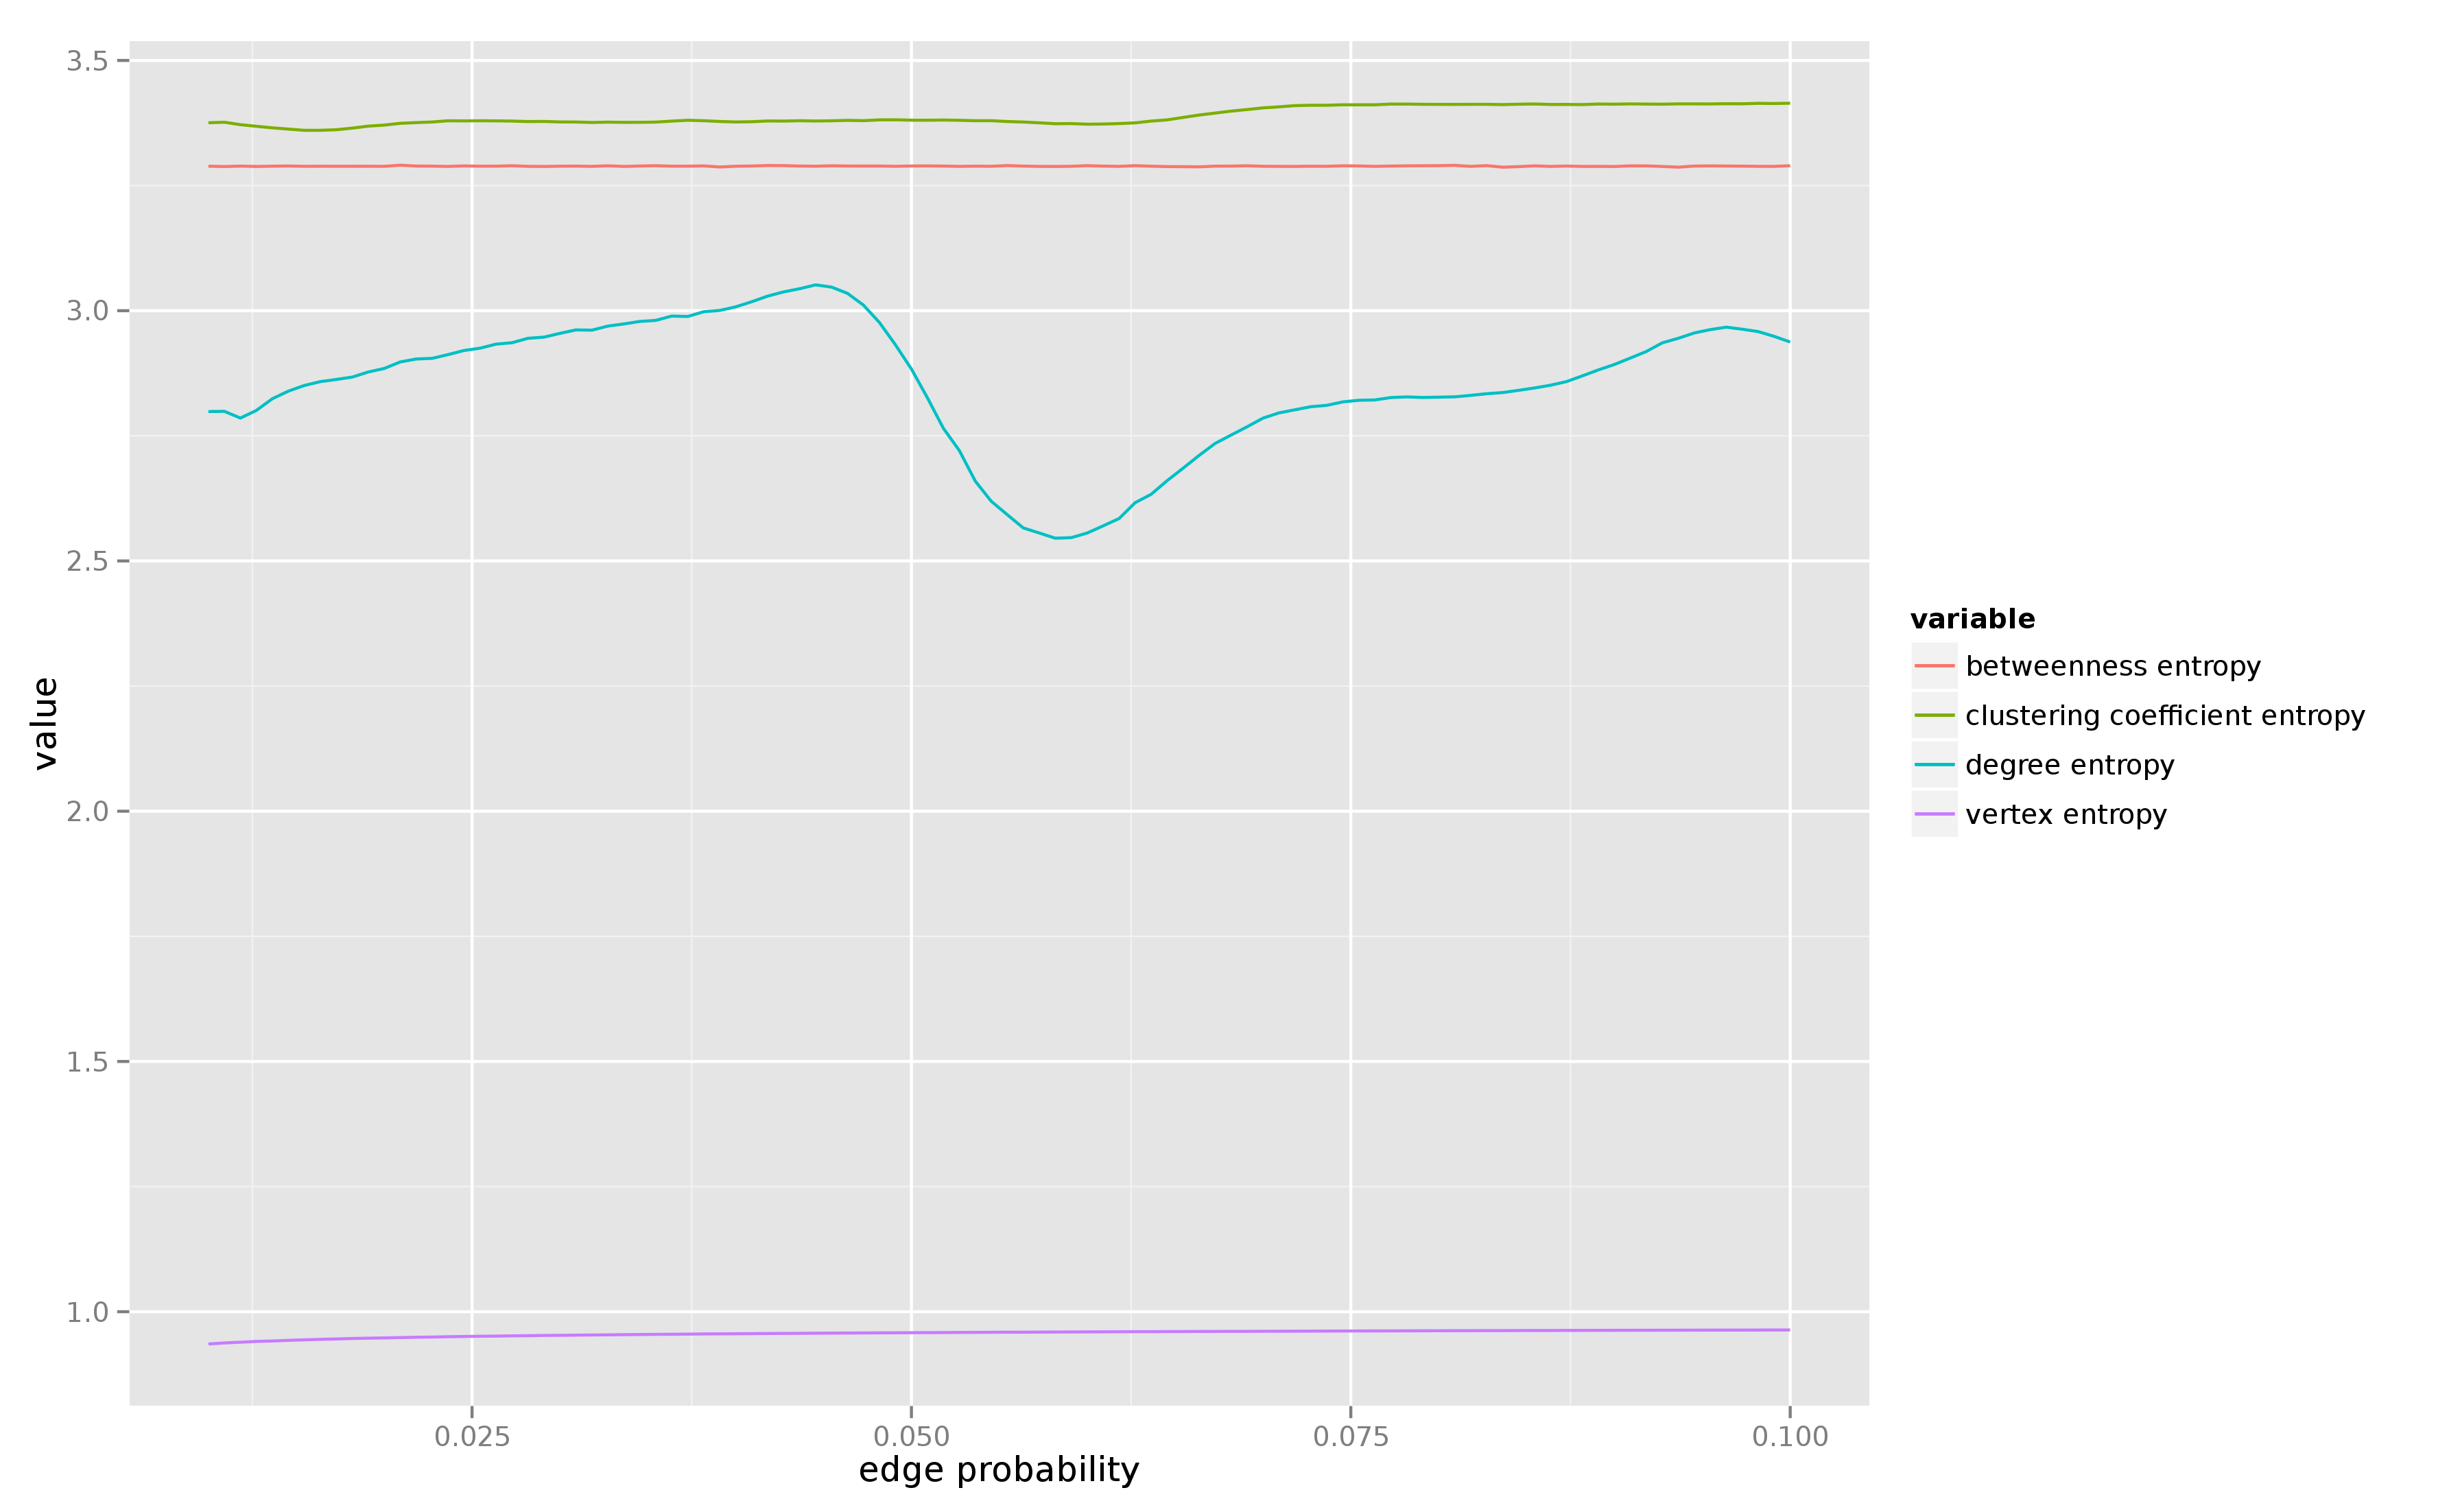 3.5
3.0
2.5
2.0
1.5
1.0
value
0.025
0.050
0.075
0.100
edge probability
variable
betweenness entropy
clustering coefficient entropy
degree entropy
vertex entropy